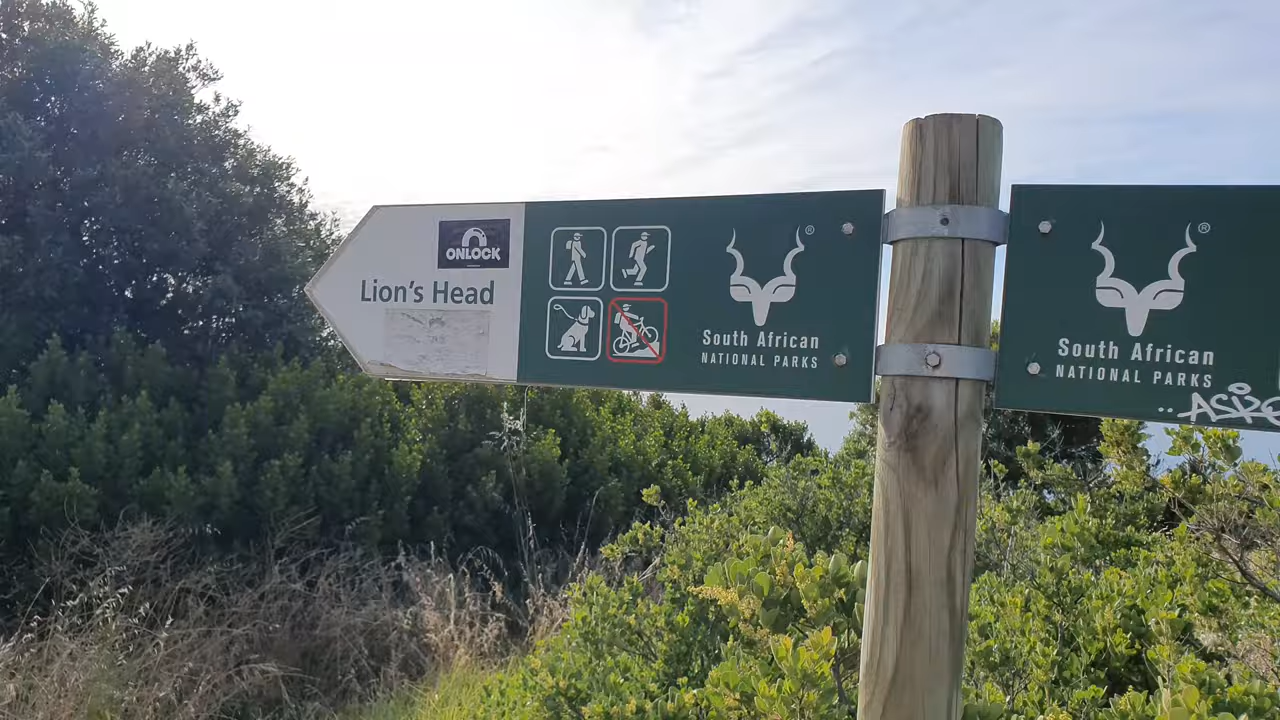 ONLOCK
Lion's Head
South African
NATIONAL PARKS
®
South African
NATIONAL PARKS
®